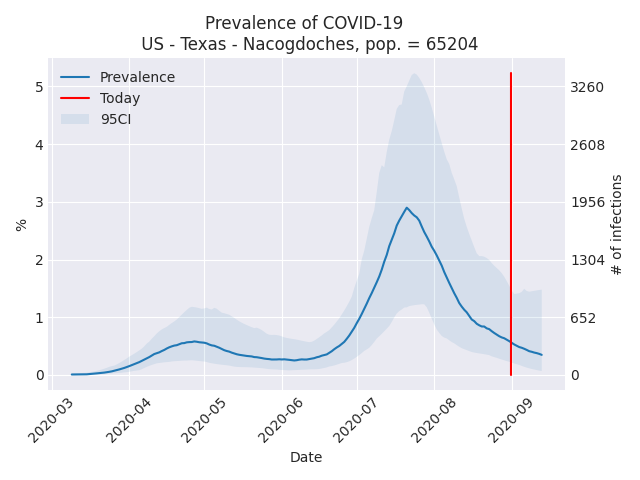 Prevalence of COVID-19
US - Texas - Nacogdoches, pop. = 65204
Prevalence
Today
95CI
%
5
4
3
2
1
0
3260
2608
1956
1304
652
0
# of infections
2020-03
2020-04
2020-05
2020-06
2020-07
2020-08
2020-09
Date